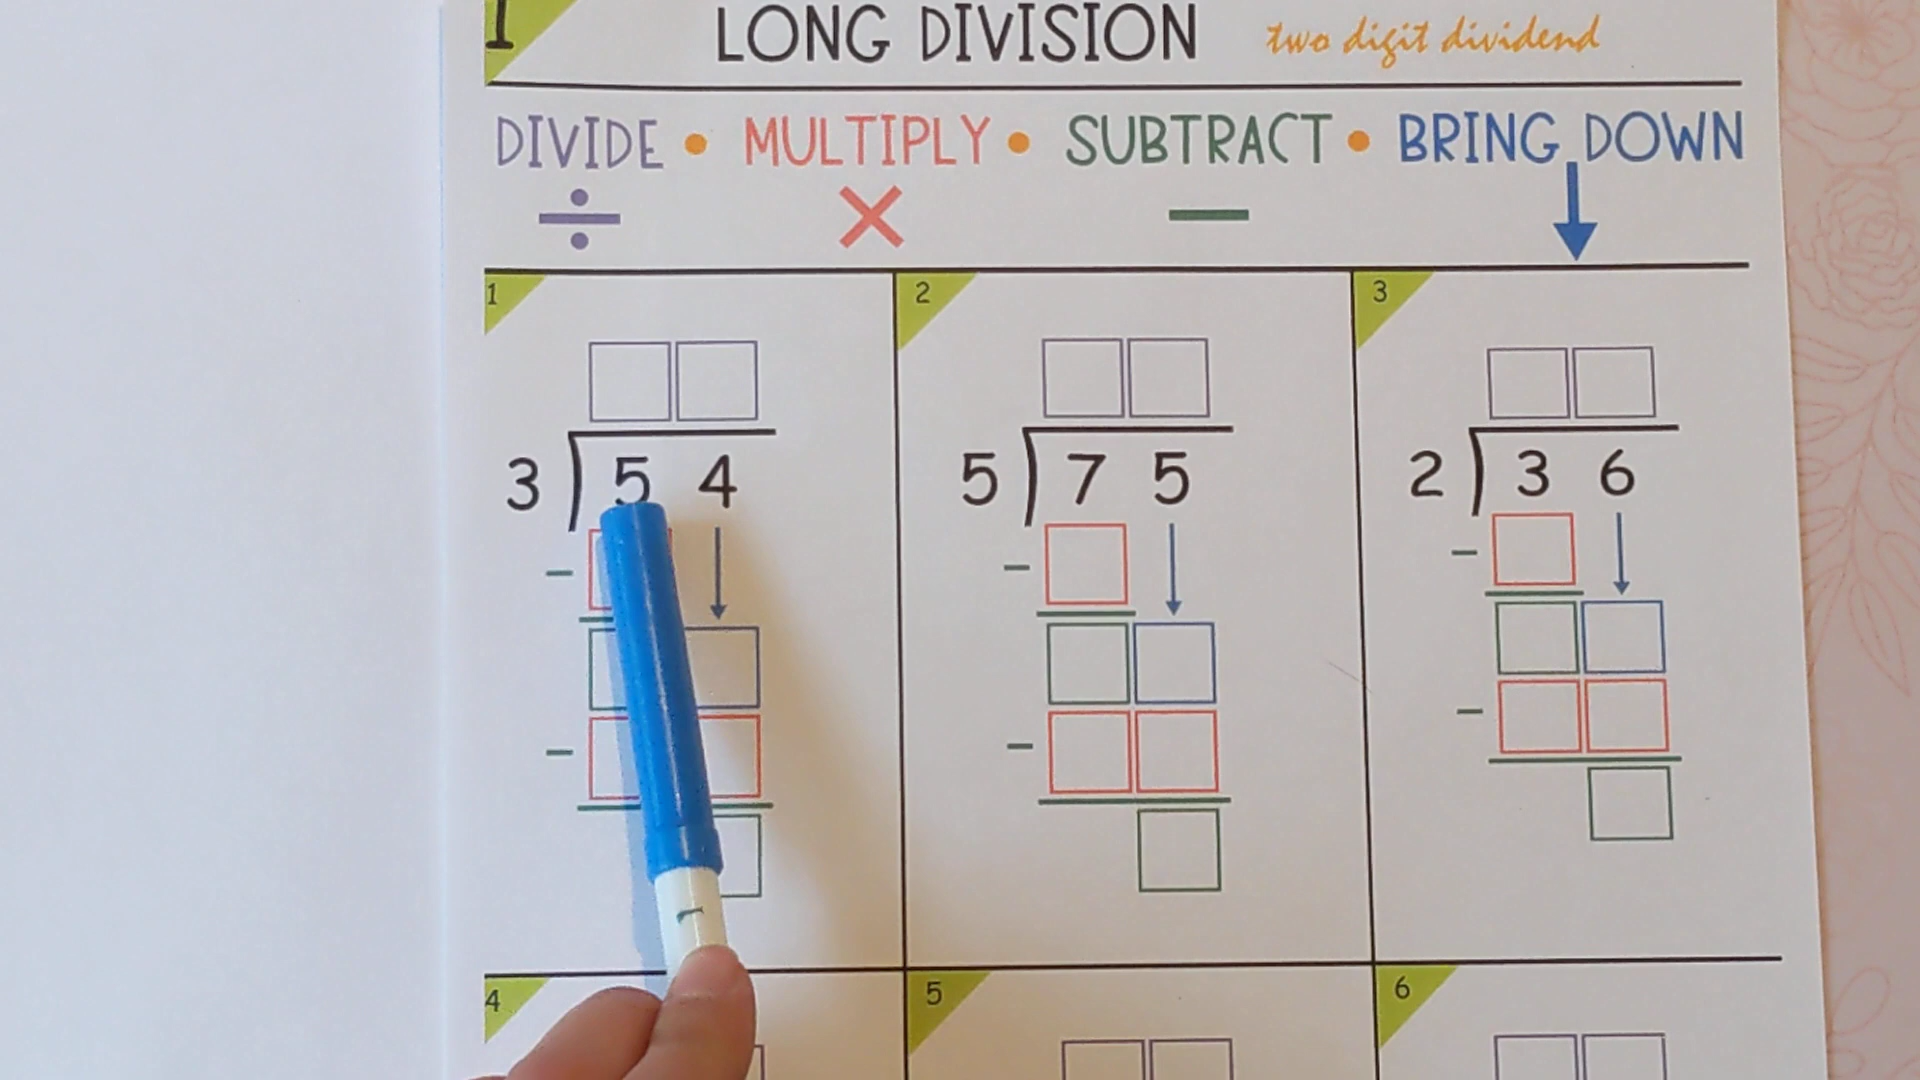 1
LONG DIVISION two digit dividend
DIVIDE • MULTIPLY • SUBTRACT • BRING DOWN
÷ × − ↓
1 2 3
3 5 4 5 7 5 2 3 6
− − −
− − −
4 5 6